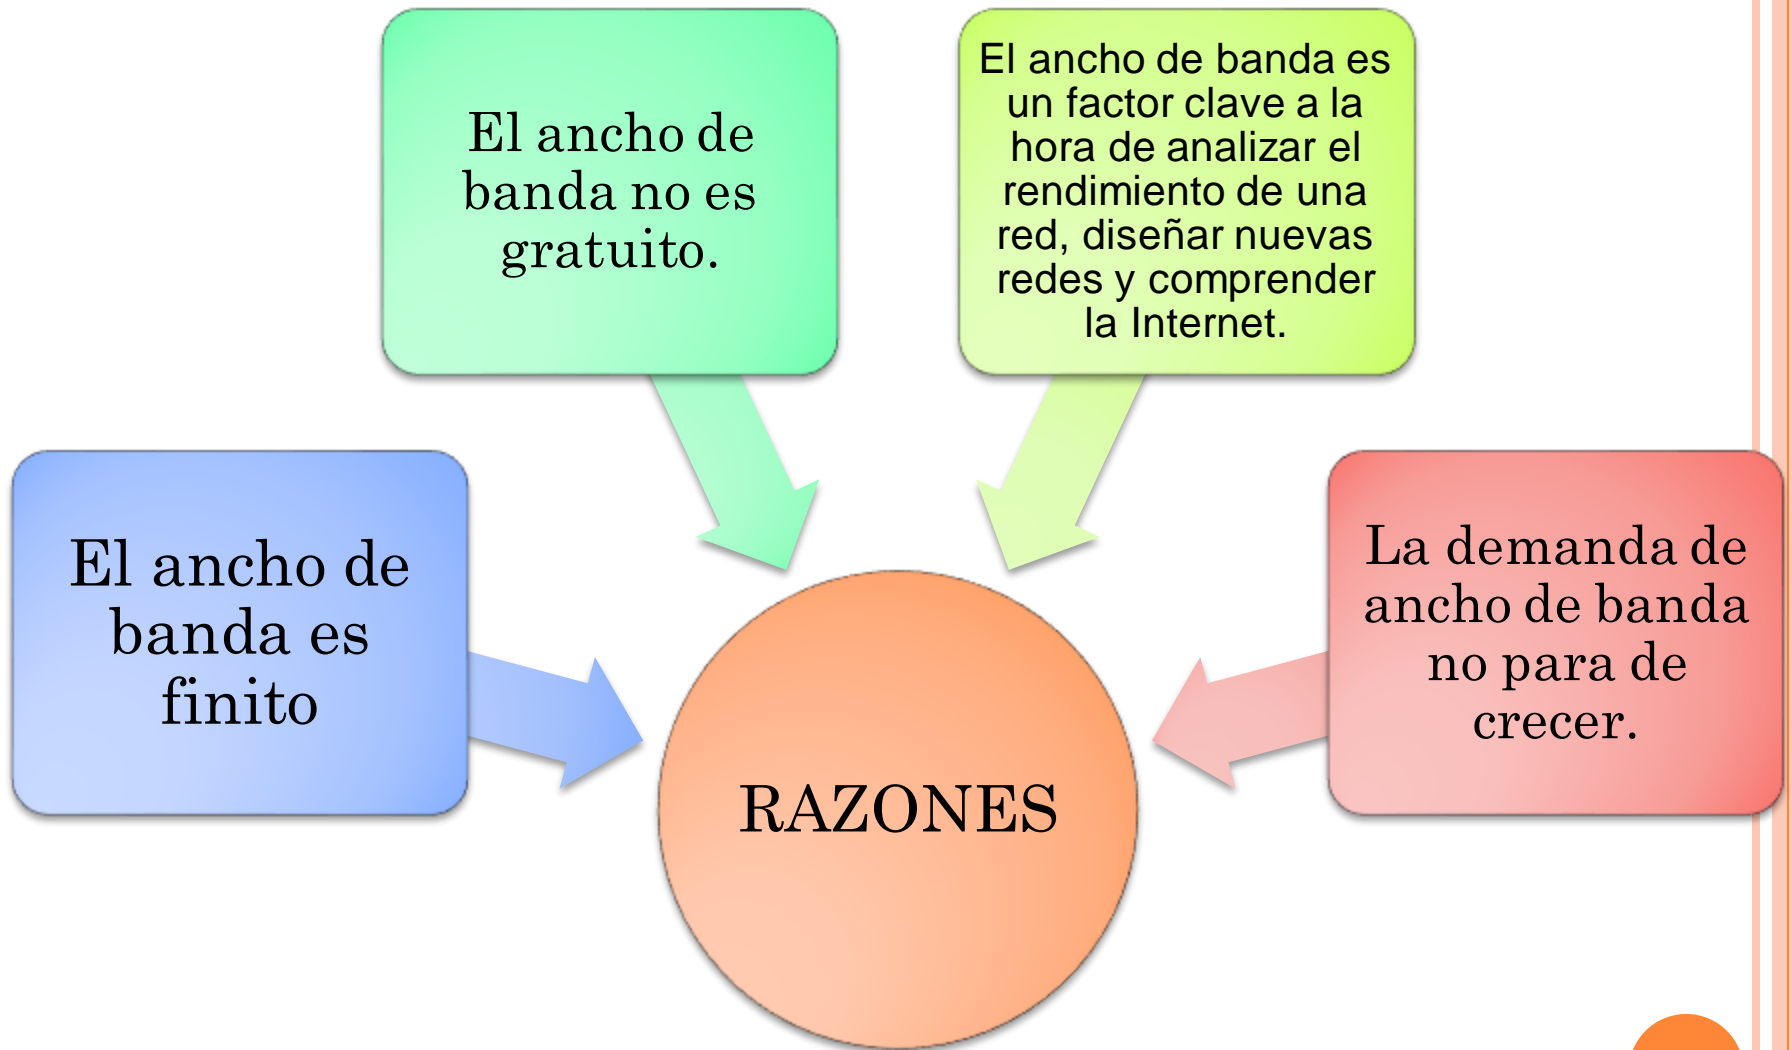 El ancho de
banda es
finito
El ancho de
banda no es
gratuito.
El ancho de banda es
un factor clave a la
hora de analizar el
rendimiento de una
red, diseñar nuevas
redes y comprender
la Internet.
La demanda de
ancho de banda
no para de
crecer.
RAZONES